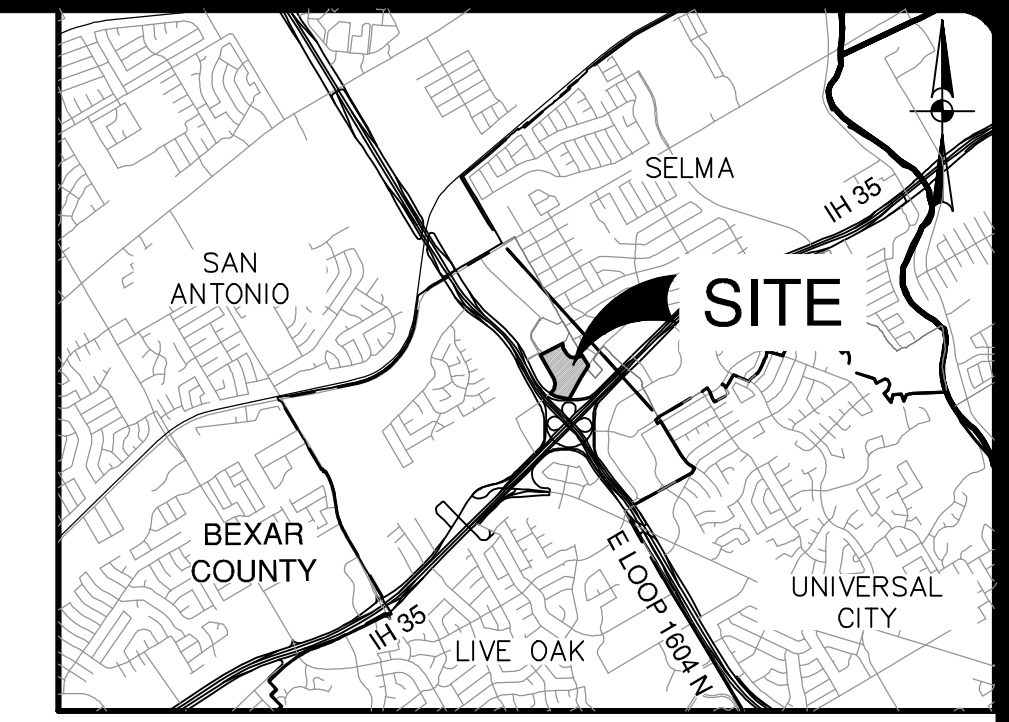 SELMA
IH 35
SAN
ANTONIO
SITE
BEXAR
COUNTY
E LOOP 1604 N
UNIVERSAL
CITY
IH 35
LIVE OAK